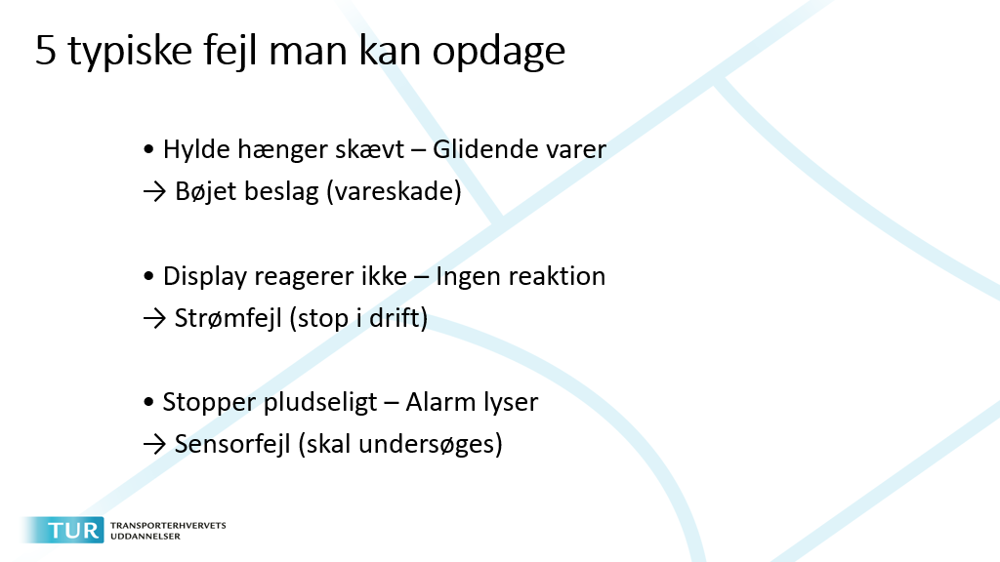 5 typiske fejl man kan opdage
• Hylde hænger skævt – Glidende varer
→ Bøjet beslag (vareskade)
• Display reagerer ikke – Ingen reaktion
→ Strømfejl (stop i drift)
• Stopper pludseligt – Alarm lyser
→ Sensorfejl (skal undersøges)
TUR TRANSPORTERHVERVETS
UDDANNELSER